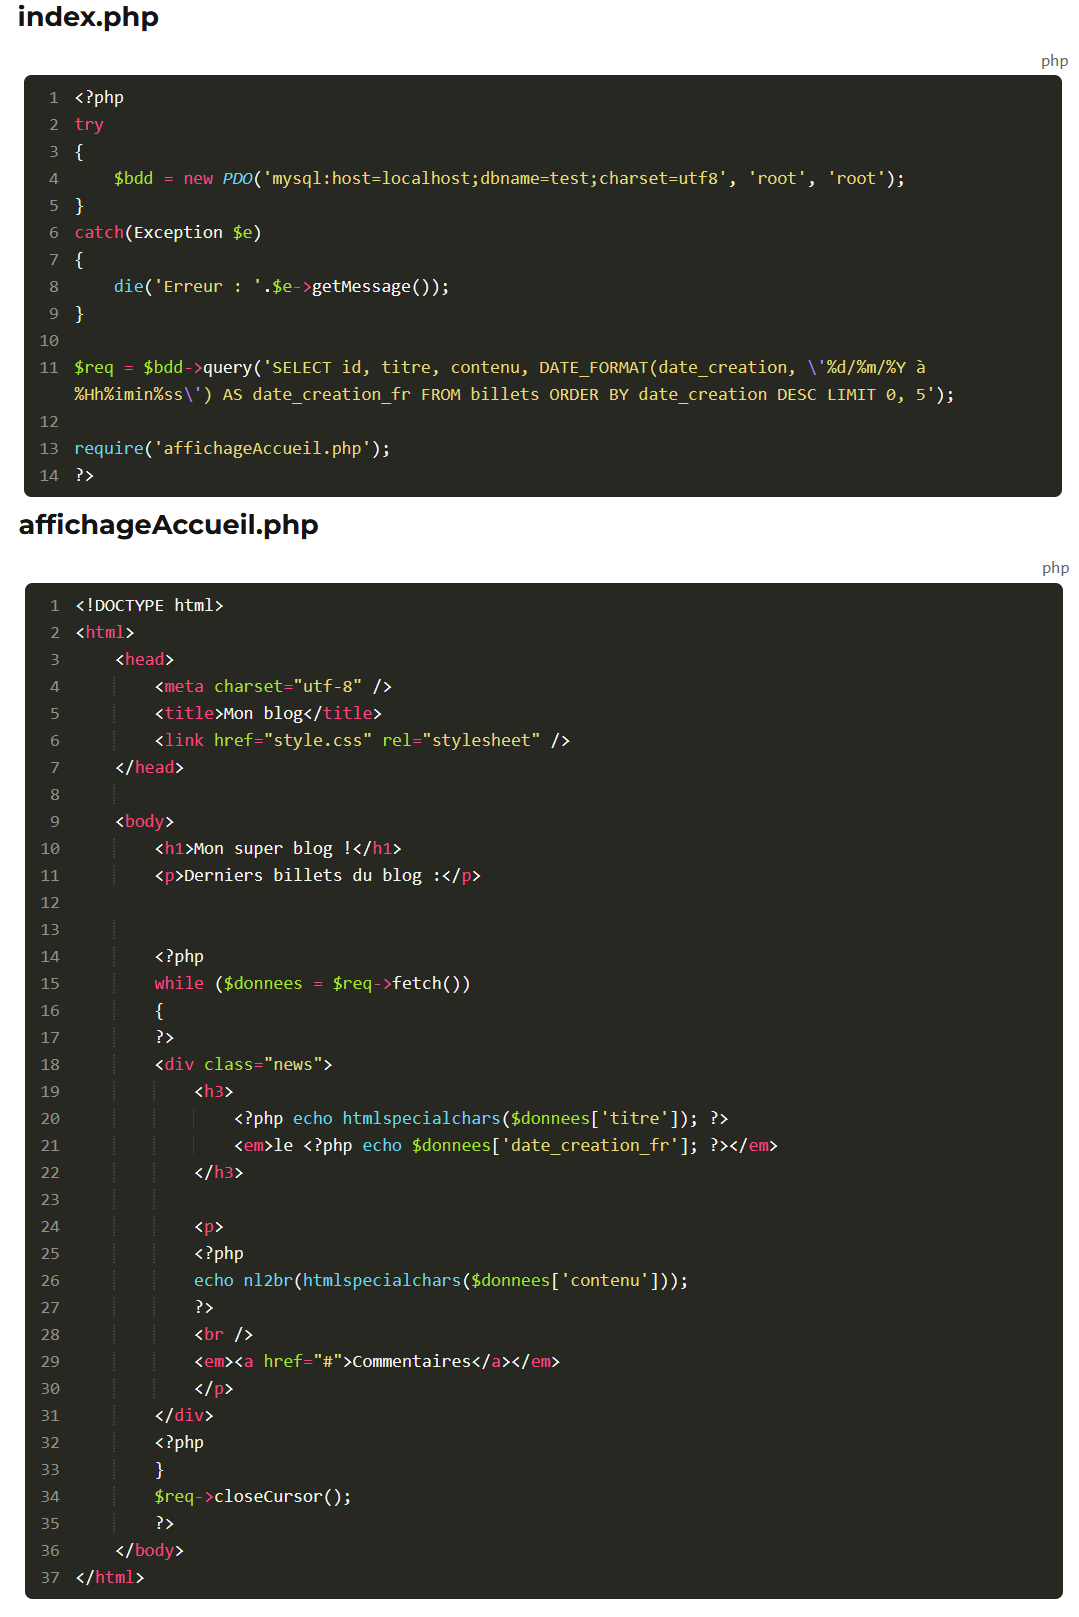 index.php
php
1 <?php
2 try
3 {
4     $bdd = new PDO('mysql:host=localhost;dbname=test;charset=utf8', 'root', 'root');
5 }
6 catch(Exception $e)
7 {
8     die('Erreur : '.$e->getMessage());
9 }
10
11 $req = $bdd->query('SELECT id, titre, contenu, DATE_FORMAT(date_creation, \'%d/%m/%Y à
%Hh%imin%ss\') AS date_creation_fr FROM billets ORDER BY date_creation DESC LIMIT 0, 5');
12
13 require('affichageAccueil.php');
14 ?>
affichageAccueil.php
php
1 <!DOCTYPE html>
2 <html>
3     <head>
4         <meta charset="utf-8" />
5         <title>Mon blog</title>
6         <link href="style.css" rel="stylesheet" />
7     </head>
8
9     <body>
10         <h1>Mon super blog !</h1>
11         <p>Derniers billets du blog :</p>
12
13
14         <?php
15         while ($donnees = $req->fetch())
16         {
17         ?>
18         <div class="news">
19             <h3>
20                 <?php echo htmlspecialchars($donnees['titre']); ?>
21                 <em>le <?php echo $donnees['date_creation_fr']; ?></em>
22             </h3>
23
24             <p>
25             <?php
26             echo nl2br(htmlspecialchars($donnees['contenu']));
27             ?>
28             <br />
29             <em><a href="#">Commentaires</a></em>
30             </p>
31         </div>
32         <?php
33         }
34         $req->closeCursor();
35         ?>
36     </body>
37 </html>